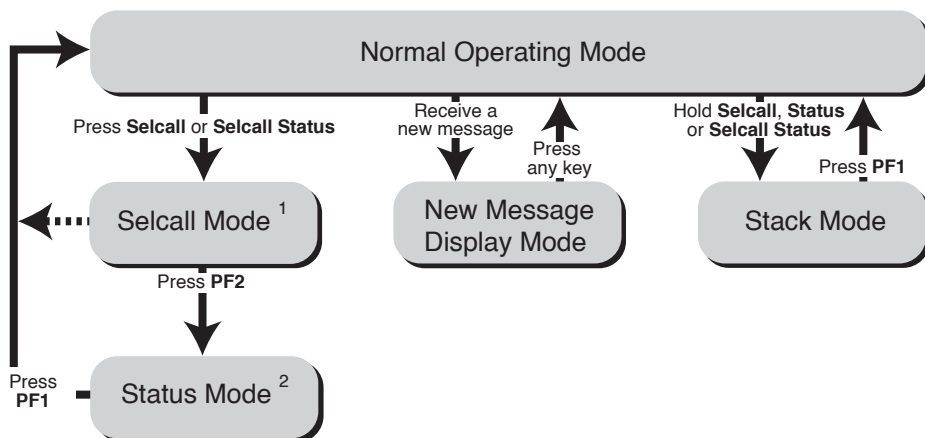 Normal Operating Mode
Press Selcall or Selcall Status
Receive a
new message
Press
any key
Hold Selcall, Status
or Selcall Status
Press PF1
Selcall Mode 1
New Message
Display Mode
Stack Mode
Press PF2
Press
PF1
Status Mode 2